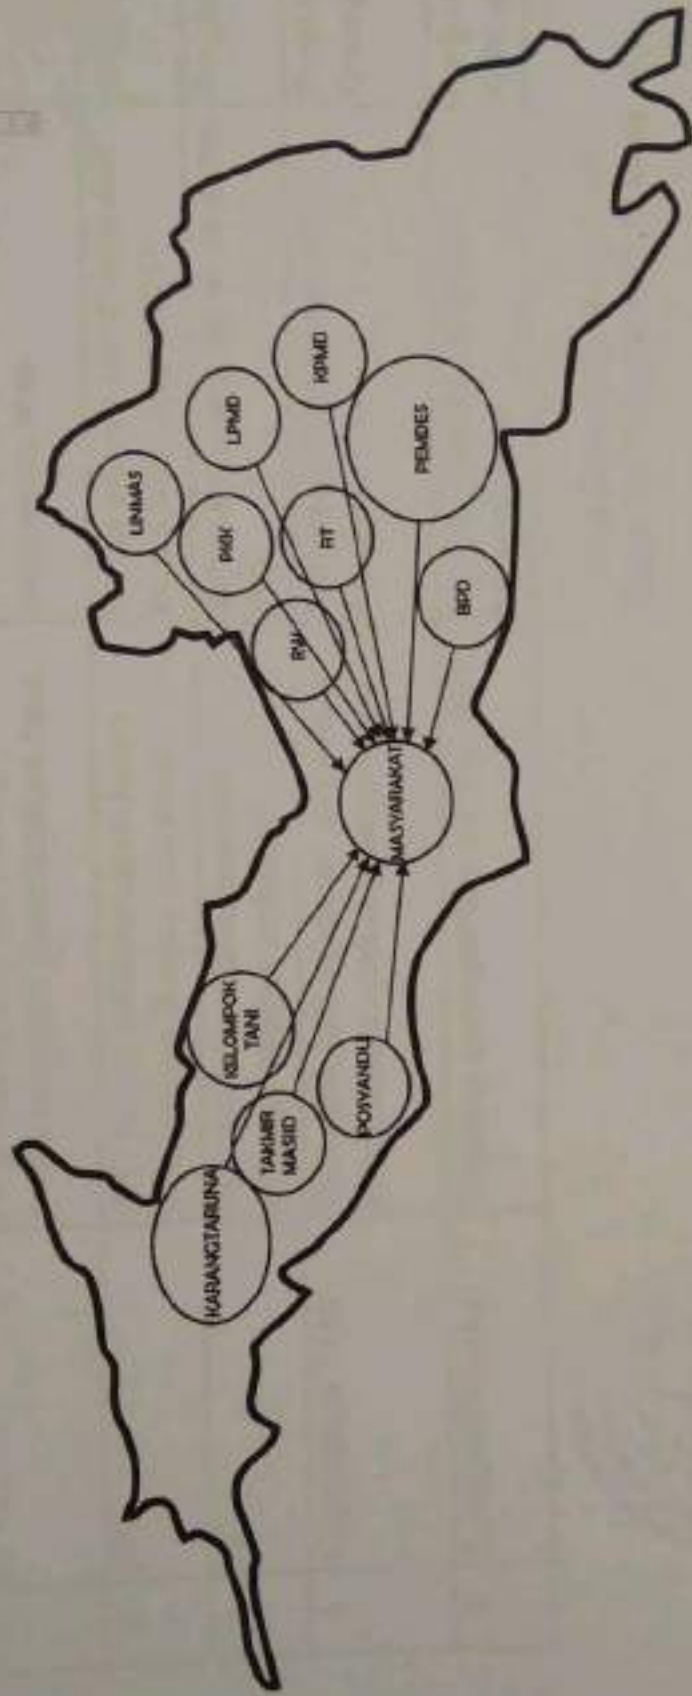 KARANGTARUNA
KELOMPOK
TANI
TAKMIR
MASJID
POSYANDU
MASYARAKAT
LINMAS
PKK
LPMD
RW
RT
KPMD
PEMDES
BPD